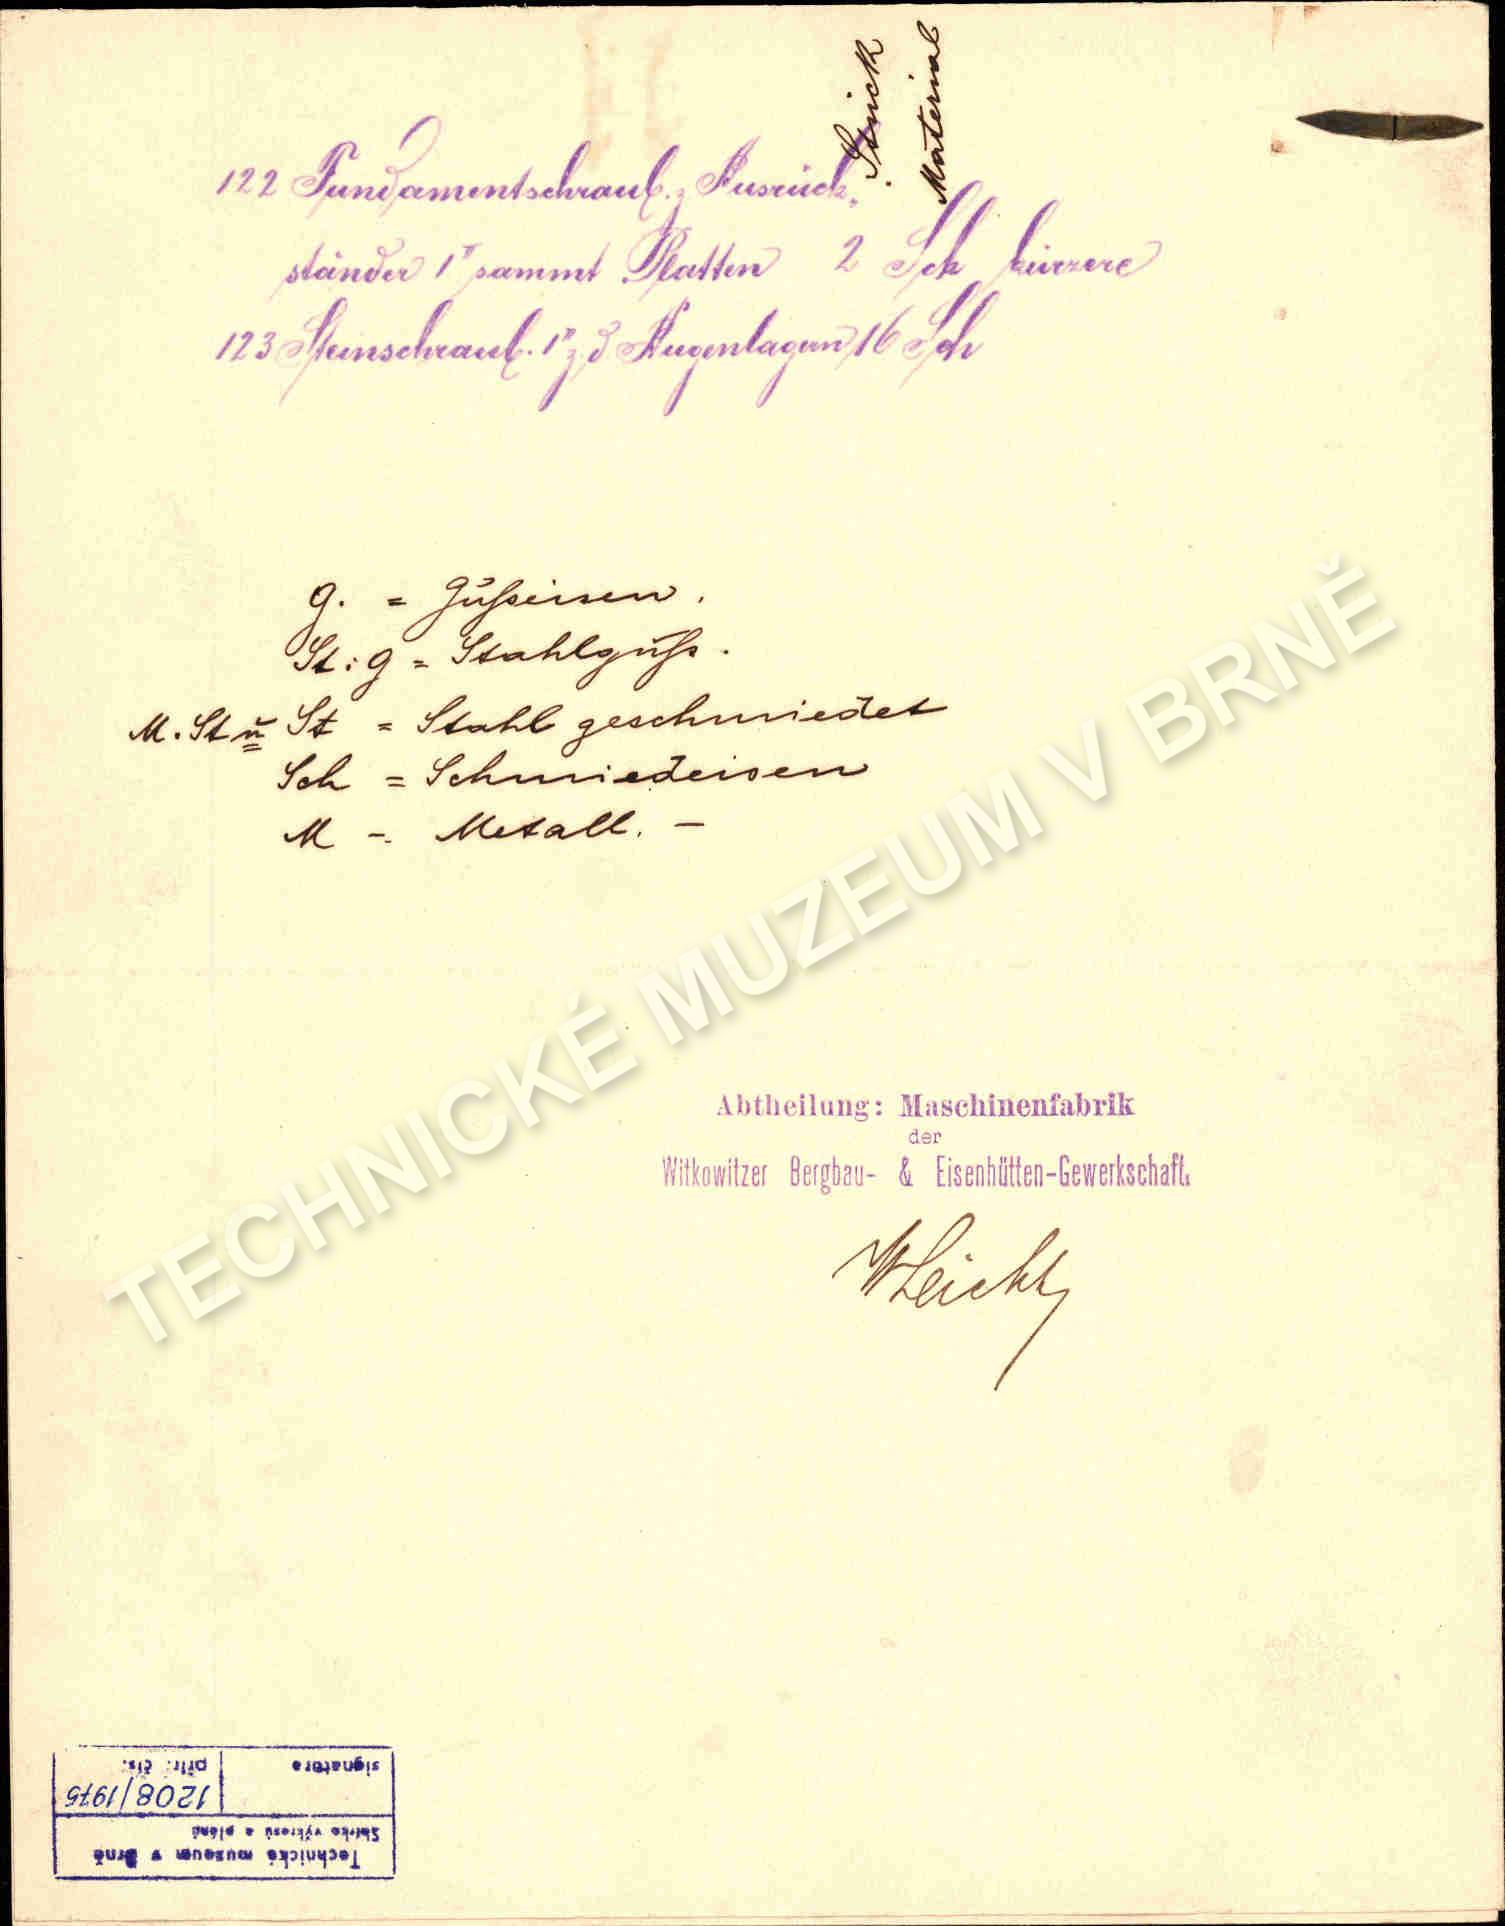 Stück
Material
122 Fundamentschraub. z Ausrück-
ständer 1" sammt Platten 2 Sch kürzere
123 Steinschraub. 1" z. d Augenlagern 16 Sch
g. = Gußeisen.
St: g = Stahlguß.
M. St u St = Stahl geschmiedet
Sch = Schmiedeisen
M = Metall. —
TECHNICKÉ MUZEUM V BRNĚ
Abtheilung: Maschinenfabrik
der
Witkowitzer Bergbau- & Eisenhütten-Gewerkschaft.
Technické muzeum v Brně
Sbírka výkresů a plánů
1208/1975
signatura přír. čís.